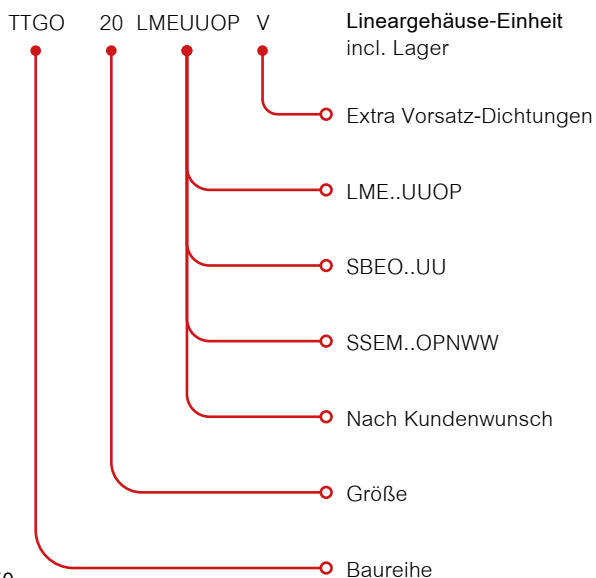 TTGO 20 LMEUUOP V Lineargehäuse-Einheit
incl. Lager
Extra Vorsatz-Dichtungen
LME..UUOP
SBEO..UU
SSEM..OPNWW
Nach Kundenwunsch
Größe
Baureihe